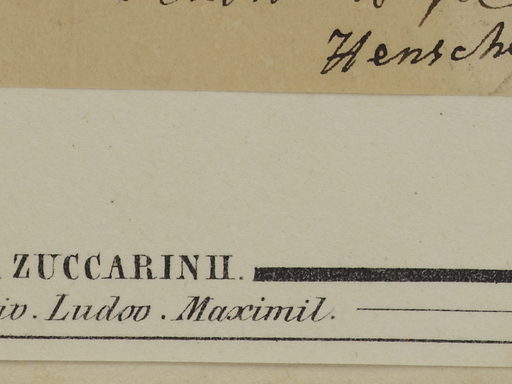 Hensch
ZUCCARINII.
iv. Ludov. Maximil.